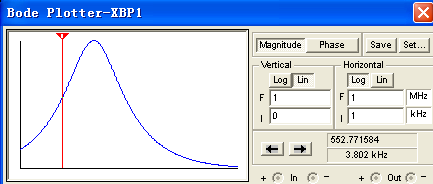 Bode Plotter-XBP1
Magnitude Phase Save Set...
Vertical Horizontal
Log Lin Log Lin
F 1 F 1 MHz
I 0 I 1 kHz
552.771584
3.802 kHz
+ In - + Out -